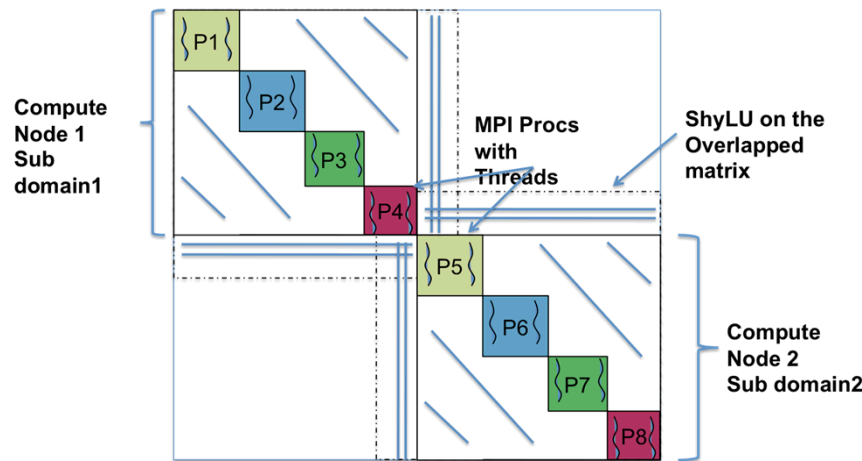 P1
P2
P3
P4
Compute
Node 1
Sub
domain1
MPI Procs
with
Threads
ShyLU on the
Overlapped
matrix
P5
P6
P7
P8
Compute
Node 2
Sub domain2